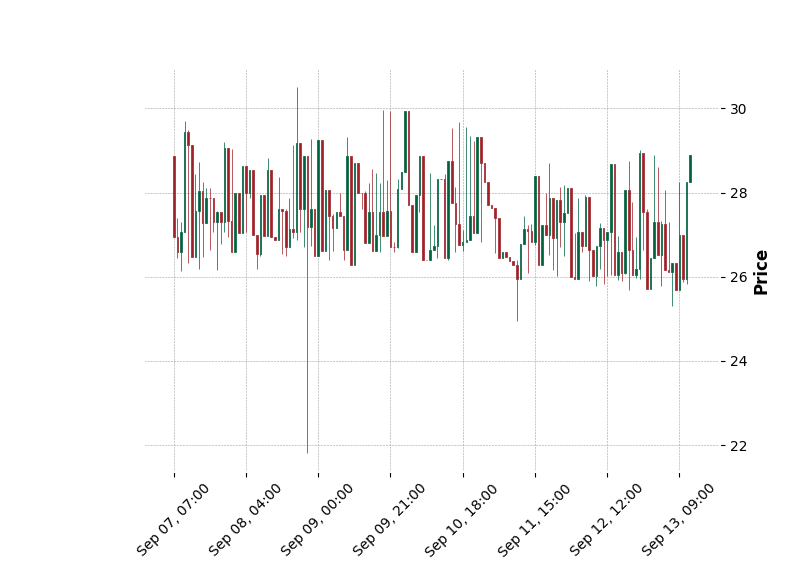 30
28
26
24
22
Price
Sep 07, 07:00
Sep 08, 04:00
Sep 09, 00:00
Sep 09, 21:00
Sep 10, 18:00
Sep 11, 15:00
Sep 12, 12:00
Sep 13, 09:00